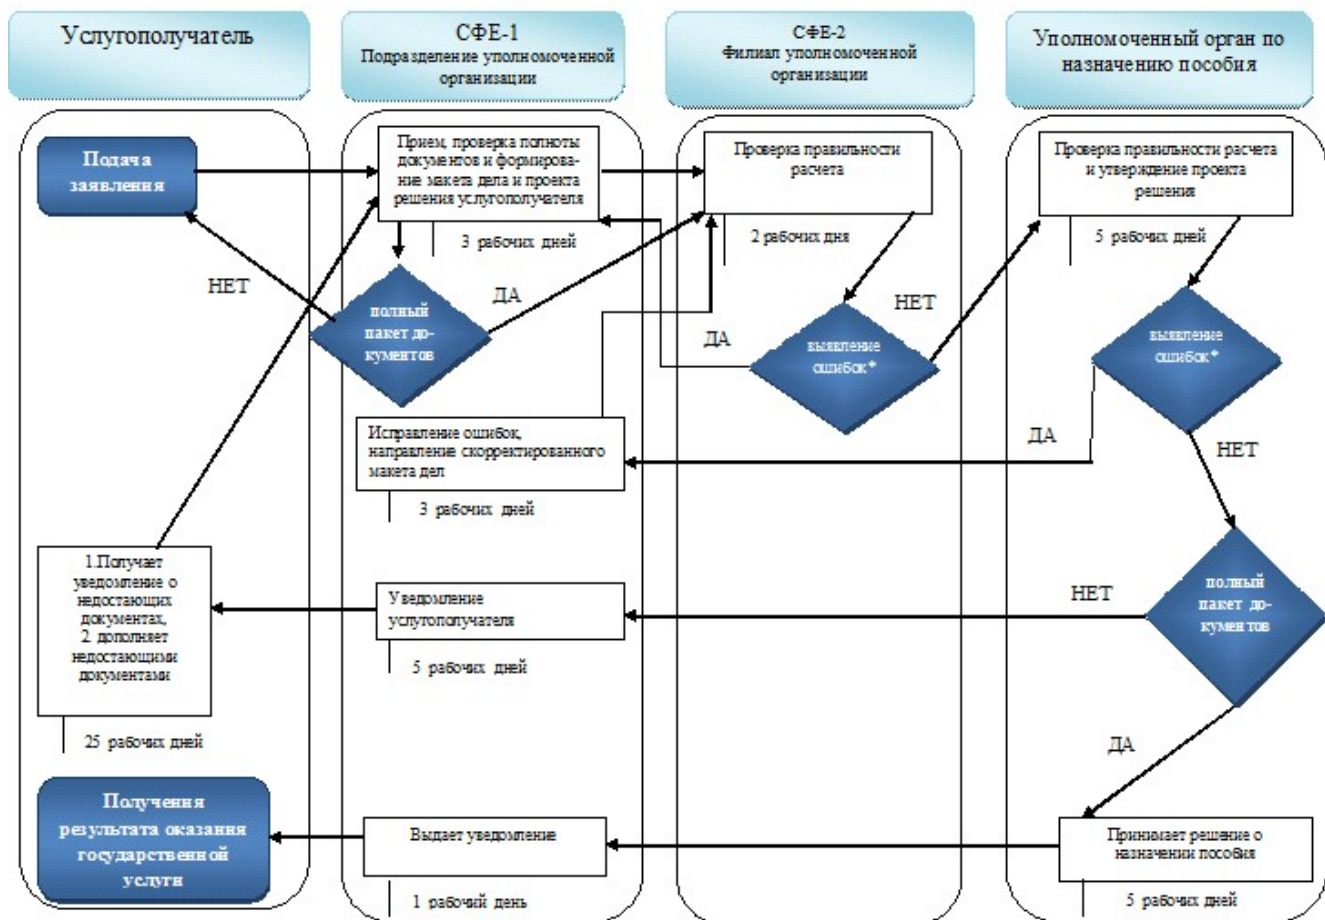 Услугополучатель
СФЕ-1
Подразделение уполномоченной
организации
СФЕ-2
Филиал уполномоченной
организации
Уполномоченный орган по
назначению пособия
Подача
заявления
Прием, проверка полноты
документов и формирова-
ние макета дела и проекта
решения услугополучателя
3 рабочих дней
Проверка правильности
расчета
2 рабочих дня
Проверка правильности расчета
и утверждение проекта
решения
5 рабочих дней
НЕТ
полный
пакет до-
кументов
ДА
ДА
выявление
ошибок*
НЕТ
выявление
ошибок*
ДА
НЕТ
Исправление ошибок,
направление скорректированного
макета дел
3 рабочих дней
1.Получает
уведомление о
недостающих
документах,
2. дополняет
недостающими
документами
25 рабочих дней
Уведомление
услугополучателя
5 рабочих дней
НЕТ
полный
пакет до-
кументов
ДА
Получения
результата оказания
государственной
услуги
Выдает уведомление
1 рабочий день
Принимает решение о
назначении пособия
5 рабочих дней